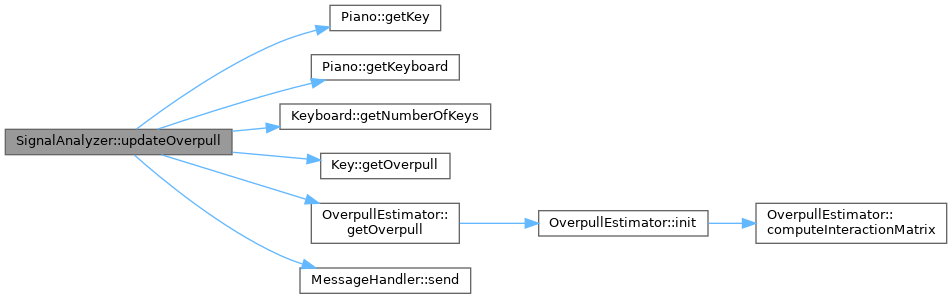 Piano::getKey
Piano::getKeyboard
Keyboard::getNumberOfKeys
SignalAnalyzer::updateOverpull
Key::getOverpull
OverpullEstimator::
getOverpull
OverpullEstimator::init
OverpullEstimator::
computeInteractionMatrix
MessageHandler::send